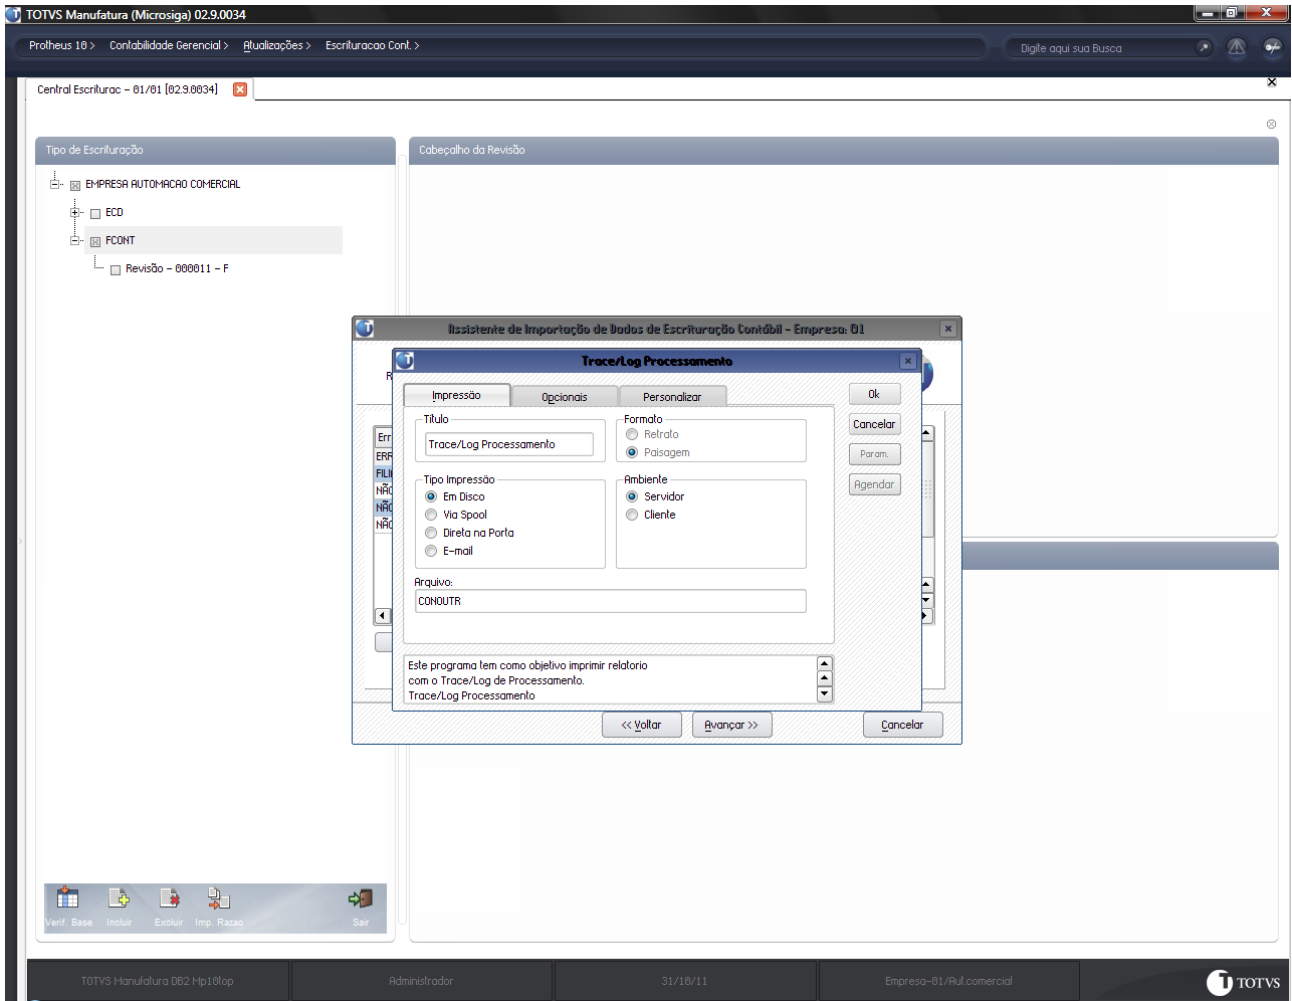 TOTVS Manufatura (Microsiga) 02.9.0034
Protheus 10 > Contabilidade Gerencial > Atualizações > Escrituracao Cont. >
Digite aqui sua Busca
Central Escriturac - 01/01 [02.9.0034]
Tipo de Escrituração
Cabeçalho da Revisão
EMPRESA AUTOMACAO COMERCIAL
ECD
FCONT
Revisão - 000011 - F
Assistente de Importação de Dados de Escrituração Contábil - Empresa: 01
Trace/Log Processamento
Impressão
Opcionais
Personalizar
Ok
Cancelar
Param.
Agendar
Título
Trace/Log Processamento
Formato
Retrato
Paisagem
Tipo Impressão
Em Disco
Via Spool
Direta na Porta
E-mail
Ambiente
Servidor
Cliente
Arquivo:
CONOUTR
Este programa tem como objetivo imprimir relatorio
com o Trace/Log de Processamento.
Trace/Log Processamento
Err
ERR
FILI
NÃO
NÃO
NÃO
<< Voltar
Avançar >>
Cancelar
Verif. Base
Incluir
Excluir
Imp. Razao
Sair
TOTVS Manufatura DB2 Mp10top
Administrador
31/10/11
Empresa-01/Aut.comercial
TOTVS